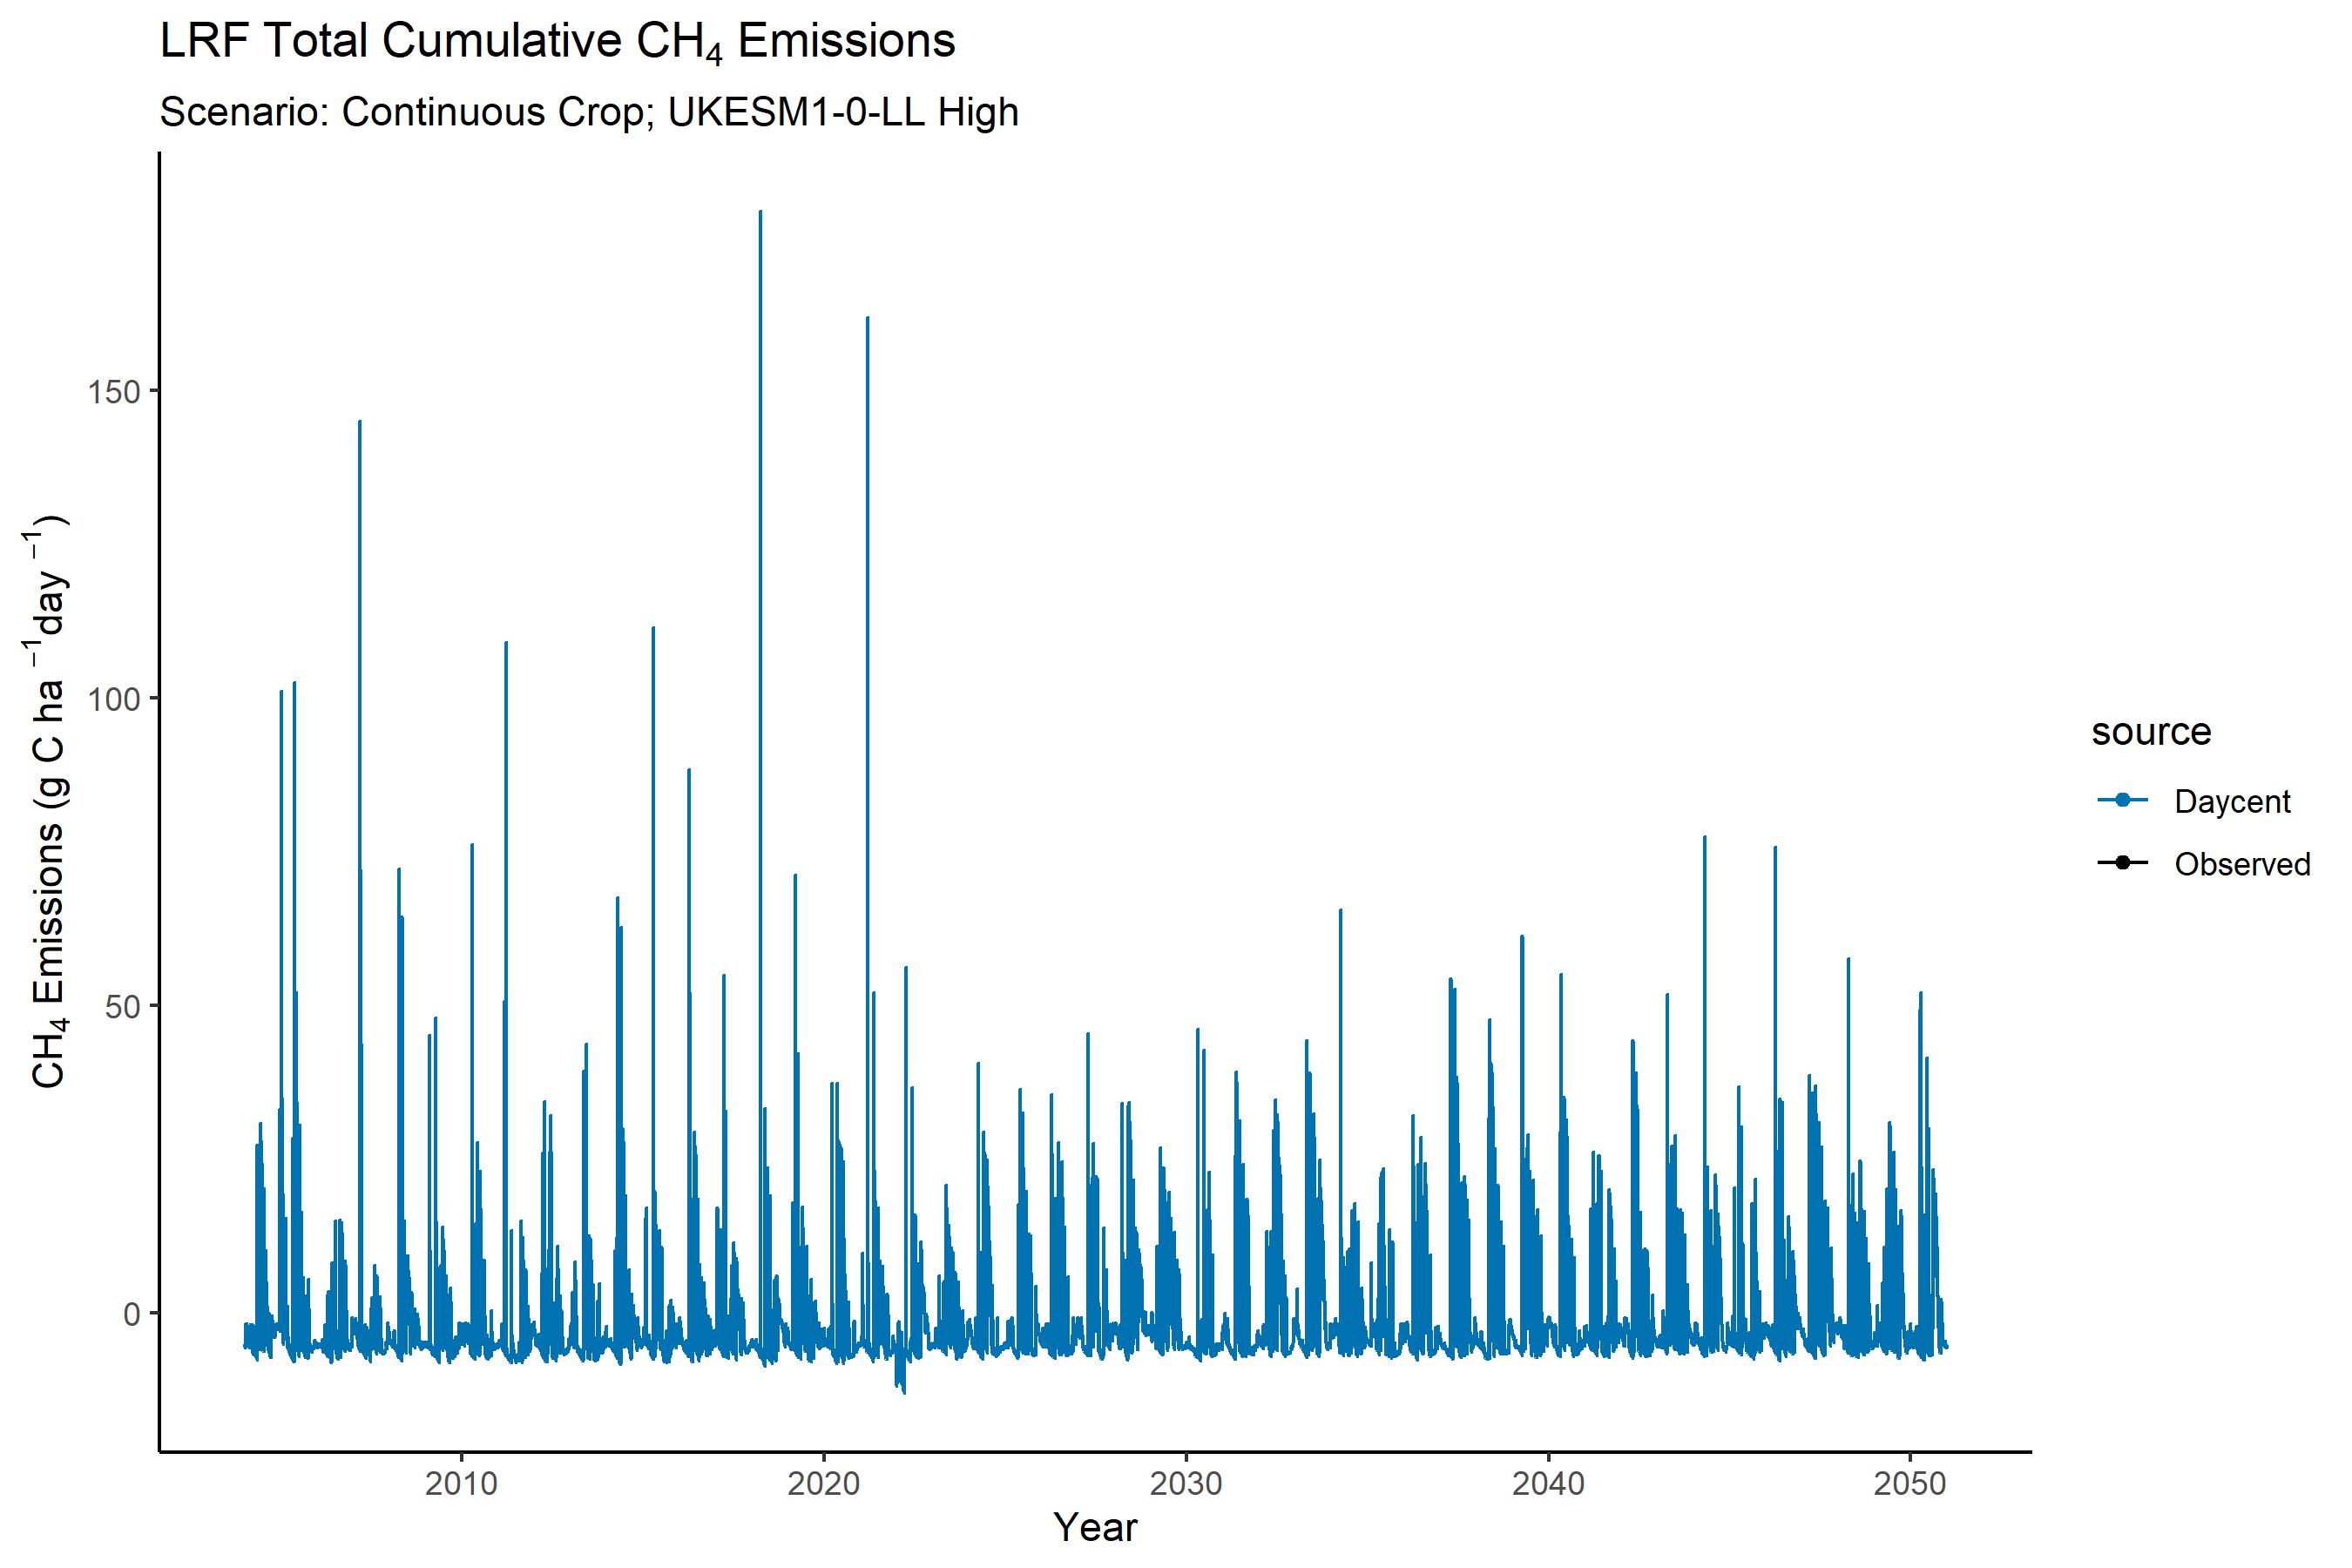 LRF Total Cumulative CH₄ Emissions
Scenario: Continuous Crop; UKESM1-0-LL High
CH₄ Emissions (g C ha ⁻¹day ⁻¹)
150
100
50
0
2010 2020 2030 2040 2050
Year
source
Daycent
Observed